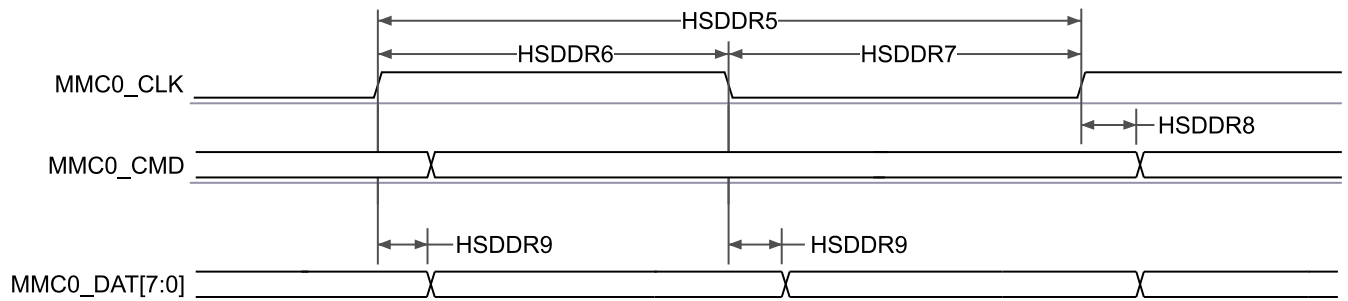 HSDDR5
HSDDR6
HSDDR7
MMC0_CLK
HSDDR8
MMC0_CMD
HSDDR9
HSDDR9
MMC0_DAT[7:0]